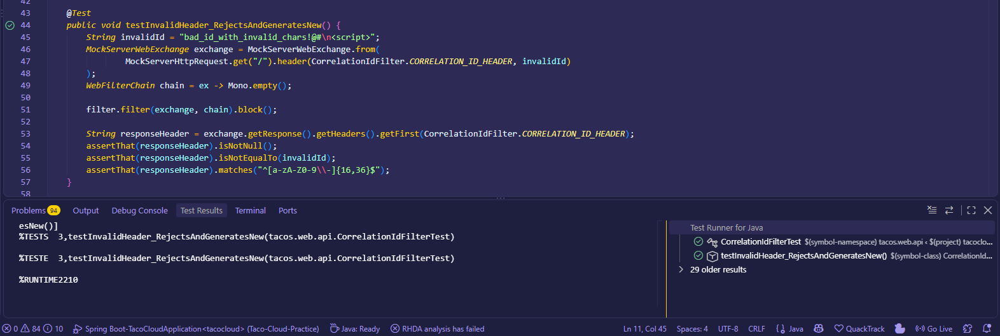 42
43 @Test
44 public void testInvalidHeader_RejectsAndGeneratesNew() {
45 String invalidId = "bad_id_with_invalid_chars!@#\n<script>";
46 MockServerWebExchange exchange = MockServerWebExchange.from(
47 MockServerHttpRequest.get("/").header(CorrelationIdFilter.CORRELATION_ID_HEADER, invalidId)
48 );
49 WebFilterChain chain = ex -> Mono.empty();
50
51 filter.filter(exchange, chain).block();
52
53 String responseHeader = exchange.getResponse().getHeaders().getFirst(CorrelationIdFilter.CORRELATION_ID_HEADER);
54 assertThat(responseHeader).isNotNull();
55 assertThat(responseHeader).isNotEqualTo(invalidId);
56 assertThat(responseHeader).matches("^[a-zA-Z0-9\\-]{16,36}$");
57 }
58
Problems 94 Output Debug Console Test Results Terminal Ports
esNew()]
%TESTS 3,testInvalidHeader_RejectsAndGeneratesNew(tacos.web.api.CorrelationIdFilterTest)
%TESTE 3,testInvalidHeader_RejectsAndGeneratesNew(tacos.web.api.CorrelationIdFilterTest)
%RUNTIME2210
Test Runner for Java
CorrelationIdFilterTest $(symbol-namespace) tacos.web.api < $(project) tacoclo...
testInvalidHeader_RejectsAndGeneratesNew() $(symbol-class) CorrelationId...
29 older results
0 84 10 Spring Boot-TacoCloudApplication<tacocloud> (Taco-Cloud-Practice) Java: Ready RHDA analysis has failed Ln 11, Col 45 Spaces: 4 UTF-8 CRLF {} Java QuackTrack Go Live